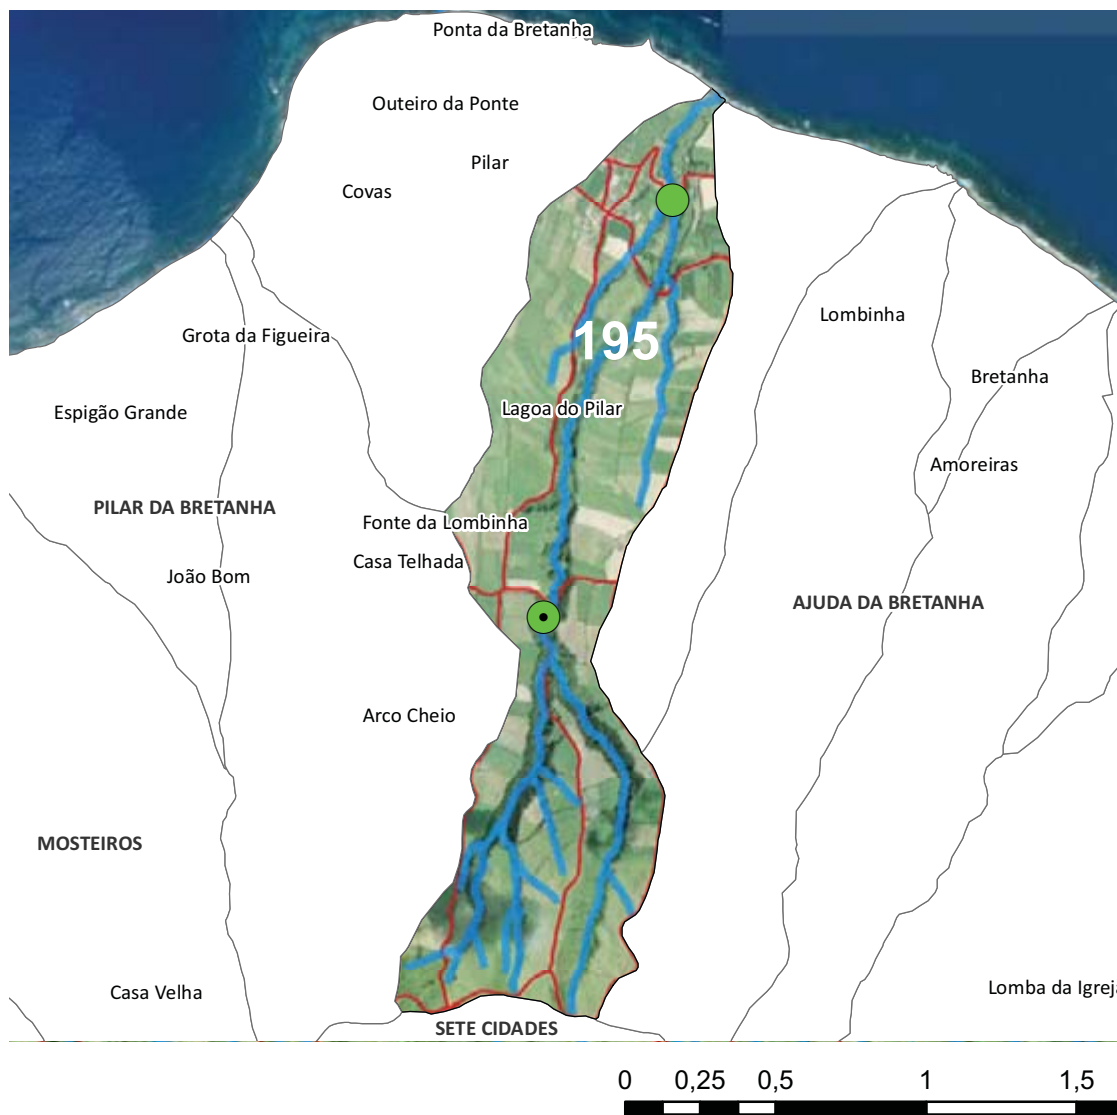 Ponta da Bretanha
Outeiro da Ponte
Pilar
Covas
Lombinha
Grota da Figueira
195
Bretanha
Lagoa do Pilar
Espigão Grande
Amoreiras
PILAR DA BRETANHA
Fonte da Lombinha
Casa Telhada
João Bom
AJUDA DA BRETANHA
Arco Cheio
MOSTEIROS
Casa Velha
Lomba da Igreja
SETE CIDADES
0 0,25 0,5 1 1,5